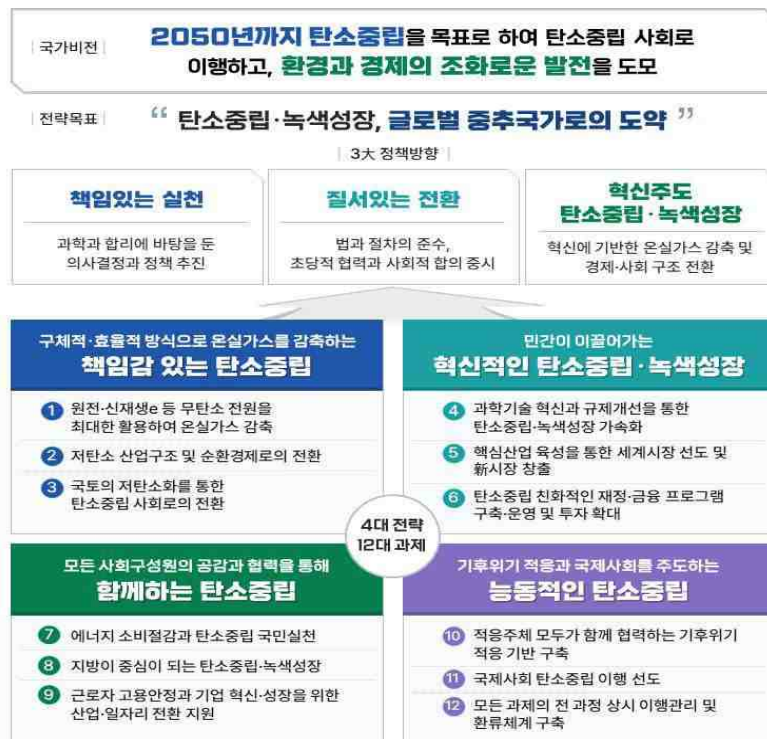 국가비전
2050년까지 탄소중립을 목표로 하여 탄소중립 사회로
이행하고, 환경과 경제의 조화로운 발전을 도모
전략목표
“ 탄소중립·녹색성장, 글로벌 중추국가로의 도약 ”
3大 정책방향
책임있는 실천
과학과 합리에 바탕을 둔
의사결정과 정책 추진
질서있는 전환
법과 절차의 준수,
초당적 협력과 사회적 합의 중시
혁신주도
탄소중립·녹색성장
혁신에 기반한 온실가스 감축 및
경제·사회 구조 전환
구체적·효율적 방식으로 온실가스를 감축하는
책임감 있는 탄소중립
1 원전·신재생e 등 무탄소 전원을
최대한 활용하여 온실가스 감축
2 저탄소 산업구조 및 순환경제로의 전환
3 국토의 저탄소화를 통한
탄소중립 사회로의 전환
민간이 이끌어가는
혁신적인 탄소중립·녹색성장
4 과학기술 혁신과 규제개선을 통한
탄소중립·녹색성장 가속화
5 핵심산업 육성을 통한 세계시장 선도 및
新시장 창출
6 탄소중립 친화적인 재정·금융 프로그램
구축·운영 및 투자 확대
4대 전략
12대 과제
모든 사회구성원의 공감과 협력을 통해
함께하는 탄소중립
7 에너지 소비절감과 탄소중립 국민실천
8 지방이 중심이 되는 탄소중립·녹색성장
9 근로자 고용안정과 기업 혁신·성장을 위한
산업·일자리 전환 지원
기후위기 적응과 국제사회를 주도하는
능동적인 탄소중립
10 적응주체 모두가 함께 협력하는 기후위기
적응 기반 구축
11 국제사회 탄소중립 이행 선도
12 모든 과제의 전 과정 상시 이행관리 및
환류체계 구축